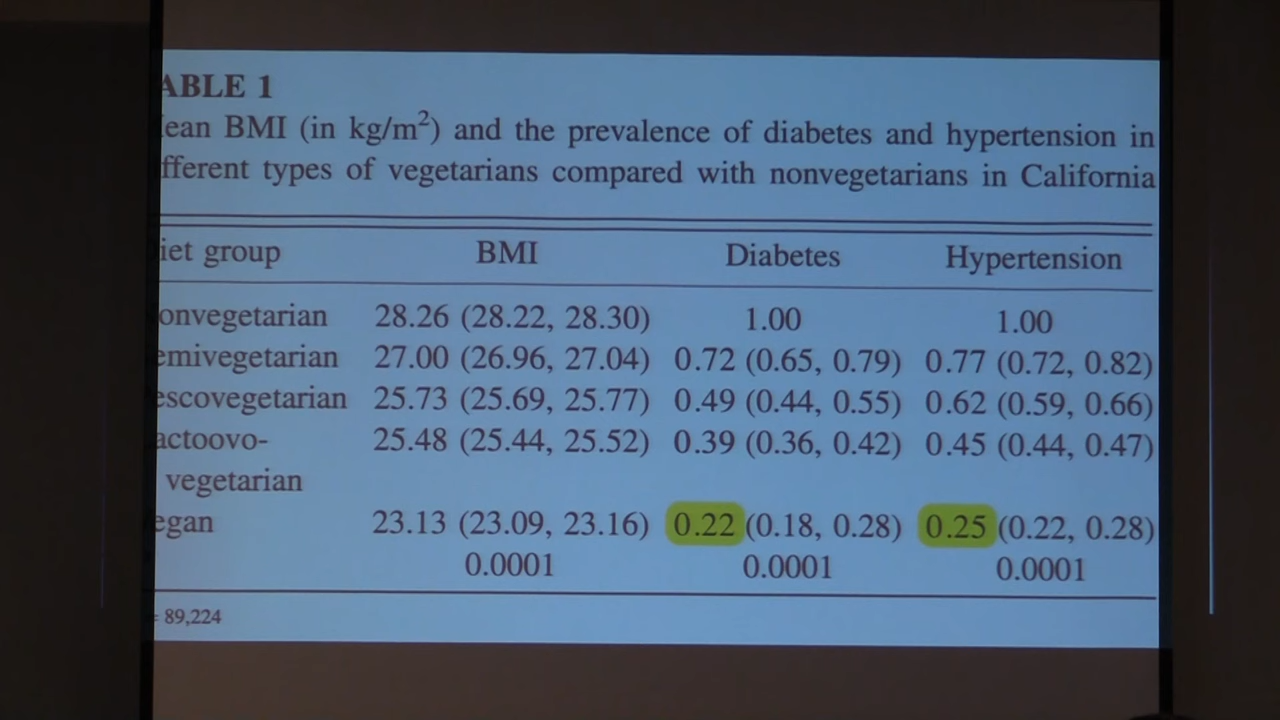 ABLE 1
ean BMI (in kg/m²) and the prevalence of diabetes and hypertension in
fferent types of vegetarians compared with nonvegetarians in California
iet group BMI Diabetes Hypertension
onvegetarian 28.26 (28.22, 28.30) 1.00 1.00
emivegetarian 27.00 (26.96, 27.04) 0.72 (0.65, 0.79) 0.77 (0.72, 0.82)
escovegetarian 25.73 (25.69, 25.77) 0.49 (0.44, 0.55) 0.62 (0.59, 0.66)
actoovo- 25.48 (25.44, 25.52) 0.39 (0.36, 0.42) 0.45 (0.44, 0.47)
vegetarian
egan 23.13 (23.09, 23.16) 0.22 (0.18, 0.28) 0.25 (0.22, 0.28)
0.0001 0.0001 0.0001
= 89,224